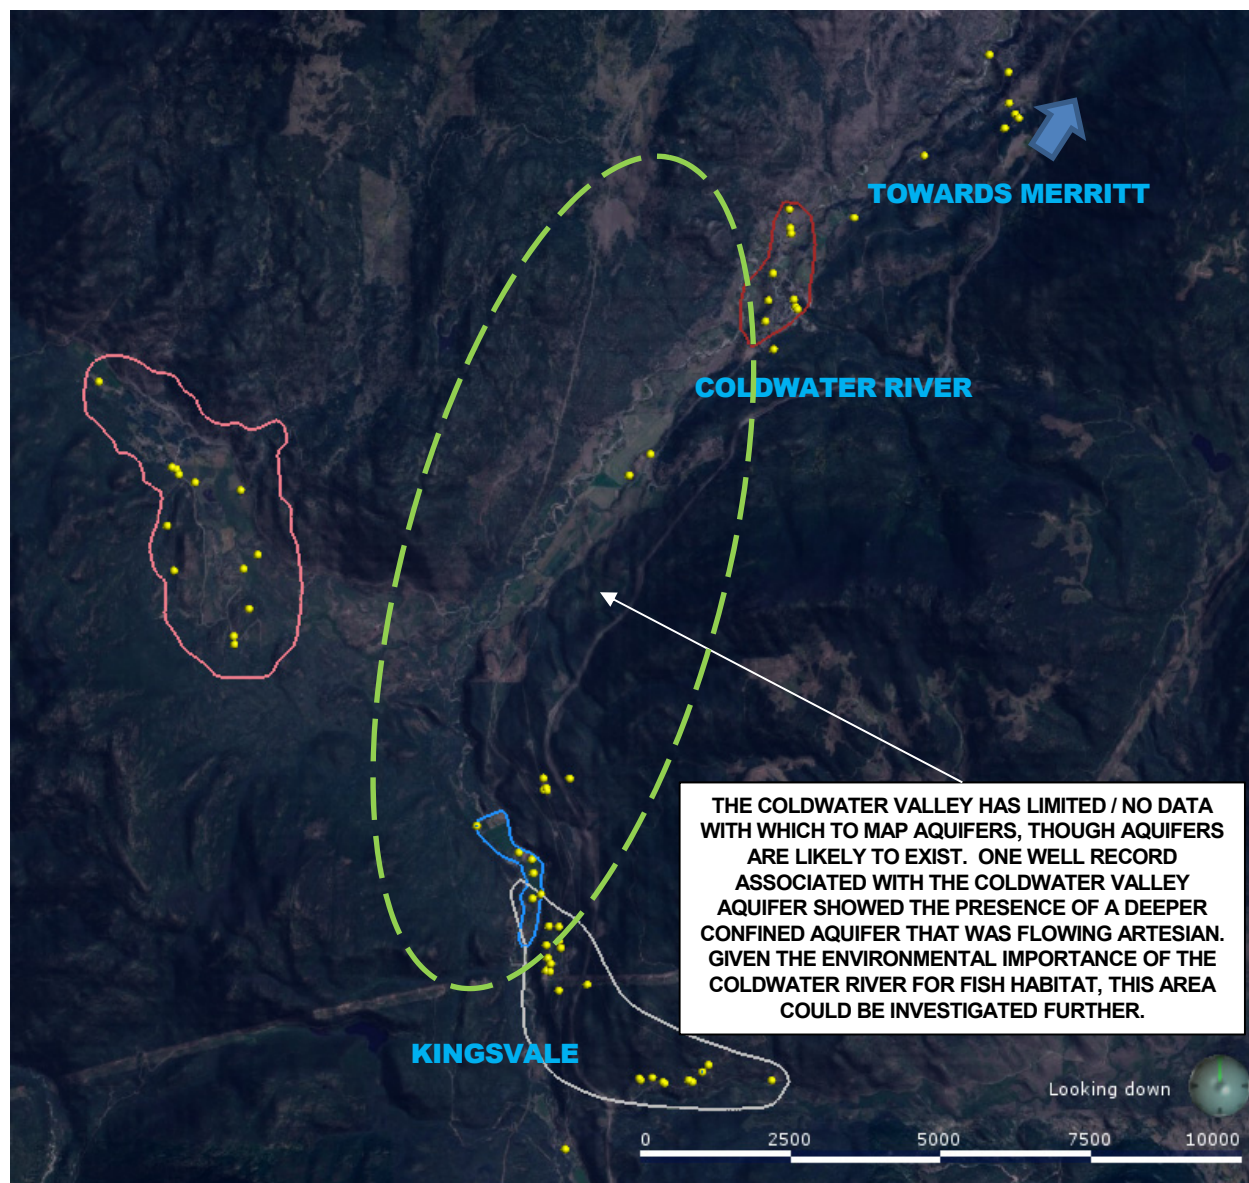 TOWARDS MERRITT
COLDWATER RIVER
THE COLDWATER VALLEY HAS LIMITED / NO DATA
WITH WHICH TO MAP AQUIFERS, THOUGH AQUIFERS
ARE LIKELY TO EXIST.  ONE WELL RECORD
ASSOCIATED WITH THE COLDWATER VALLEY
AQUIFER SHOWED THE PRESENCE OF A DEEPER
CONFINED AQUIFER THAT WAS FLOWING ARTESIAN.
GIVEN THE ENVIRONMENTAL IMPORTANCE OF THE
COLDWATER RIVER FOR FISH HABITAT, THIS AREA
COULD BE INVESTIGATED FURTHER.
KINGSVALE
Looking down
0 2500 5000 7500 10000